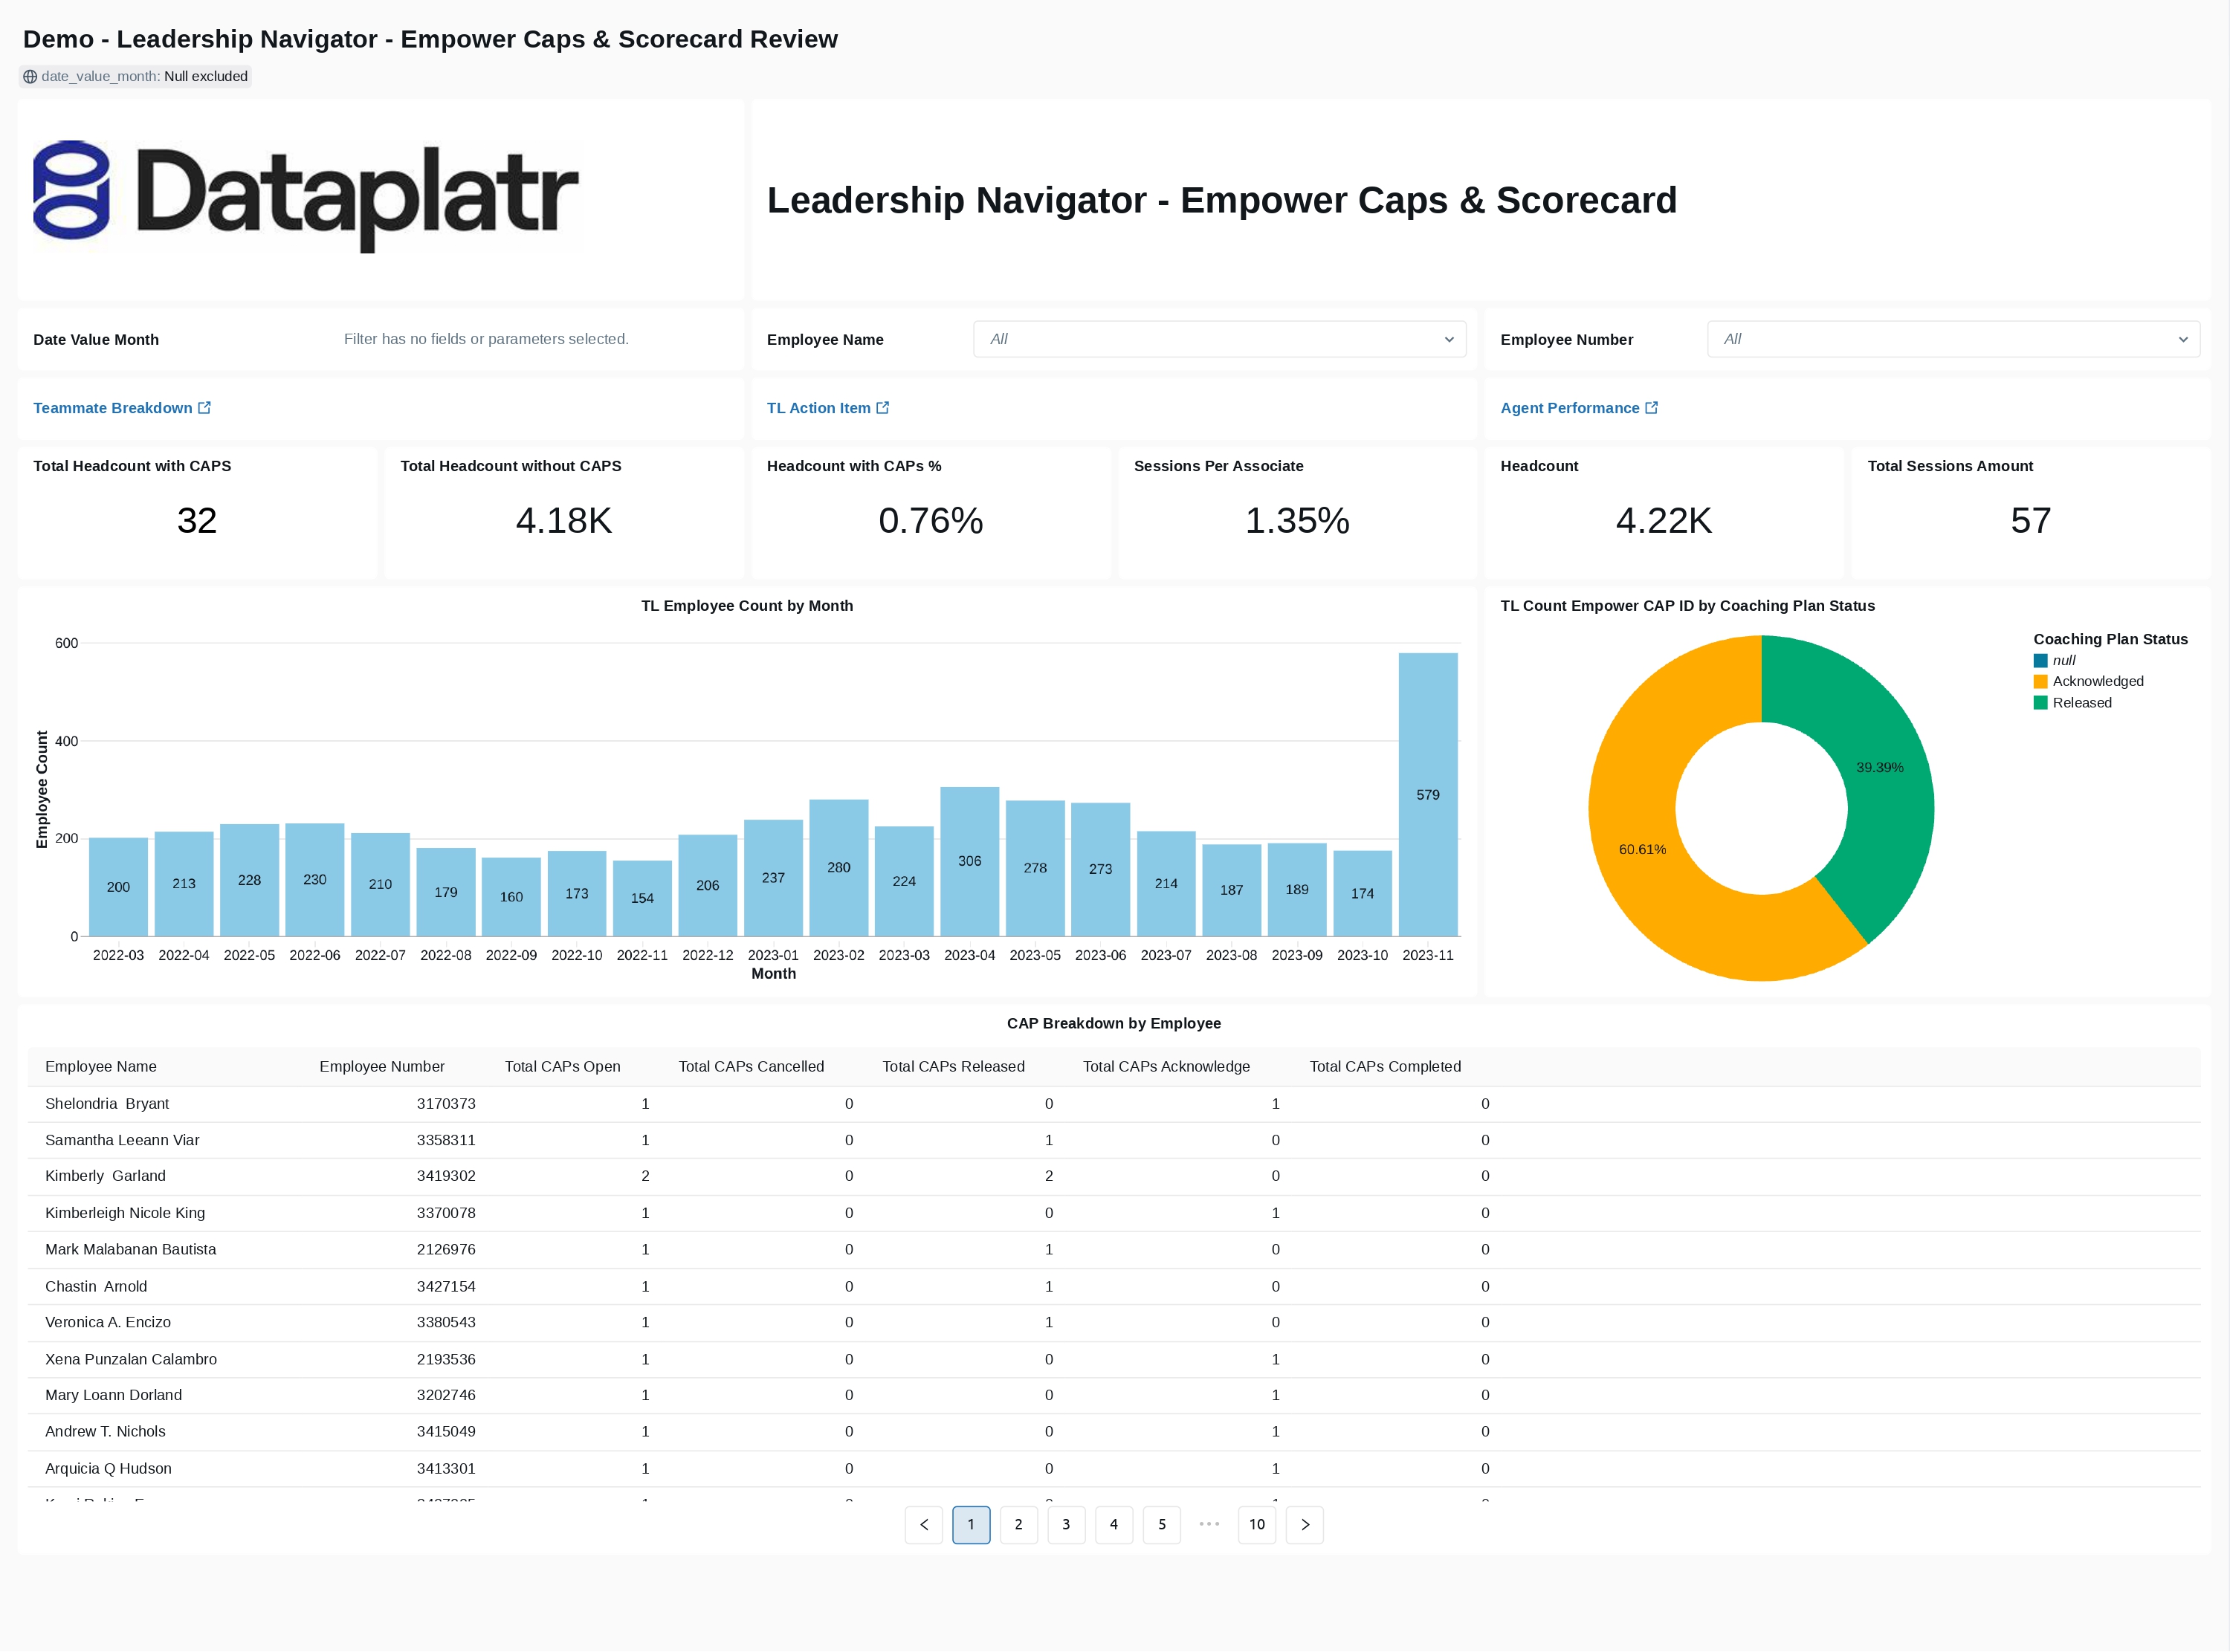 Demo - Leadership Navigator - Empower Caps & Scorecard Review
date_value_month: Null excluded
Dataplatr
Leadership Navigator - Empower Caps & Scorecard
Date Value Month Filter has no fields or parameters selected. Employee Name All Employee Number All
Teammate Breakdown TL Action Item Agent Performance
Total Headcount with CAPS Total Headcount without CAPS Headcount with CAPs % Sessions Per Associate Headcount Total Sessions Amount
32 4.18K 0.76% 1.35% 4.22K 57
TL Employee Count by Month
600
400
200
0
Employee Count
200 213 228 230 210 179 160 173 154 206 237 280 224 306 278 273 214 187 189 174 579
2022-03 2022-04 2022-05 2022-06 2022-07 2022-08 2022-09 2022-10 2022-11 2022-12 2023-01 2023-02 2023-03 2023-04 2023-05 2023-06 2023-07 2023-08 2023-09 2023-10 2023-11
Month
TL Count Empower CAP ID by Coaching Plan Status
39.39%
60.61%
Coaching Plan Status
null
Acknowledged
Released
CAP Breakdown by Employee
Employee Name Employee Number Total CAPs Open Total CAPs Cancelled Total CAPs Released Total CAPs Acknowledge Total CAPs Completed
Shelondria Bryant 3170373 1 0 0 1 0
Samantha Leeann Viar 3358311 1 0 1 0 0
Kimberly Garland 3419302 2 0 2 0 0
Kimberleigh Nicole King 3370078 1 0 0 1 0
Mark Malabanan Bautista 2126976 1 0 1 0 0
Chastin Arnold 3427154 1 0 1 0 0
Veronica A. Encizo 3380543 1 0 1 0 0
Xena Punzalan Calambro 2193536 1 0 0 1 0
Mary Loann Dorland 3202746 1 0 0 1 0
Andrew T. Nichols 3415049 1 0 0 1 0
Arquicia Q Hudson 3413301 1 0 0 1 0
1 2 3 4 5 ••• 10